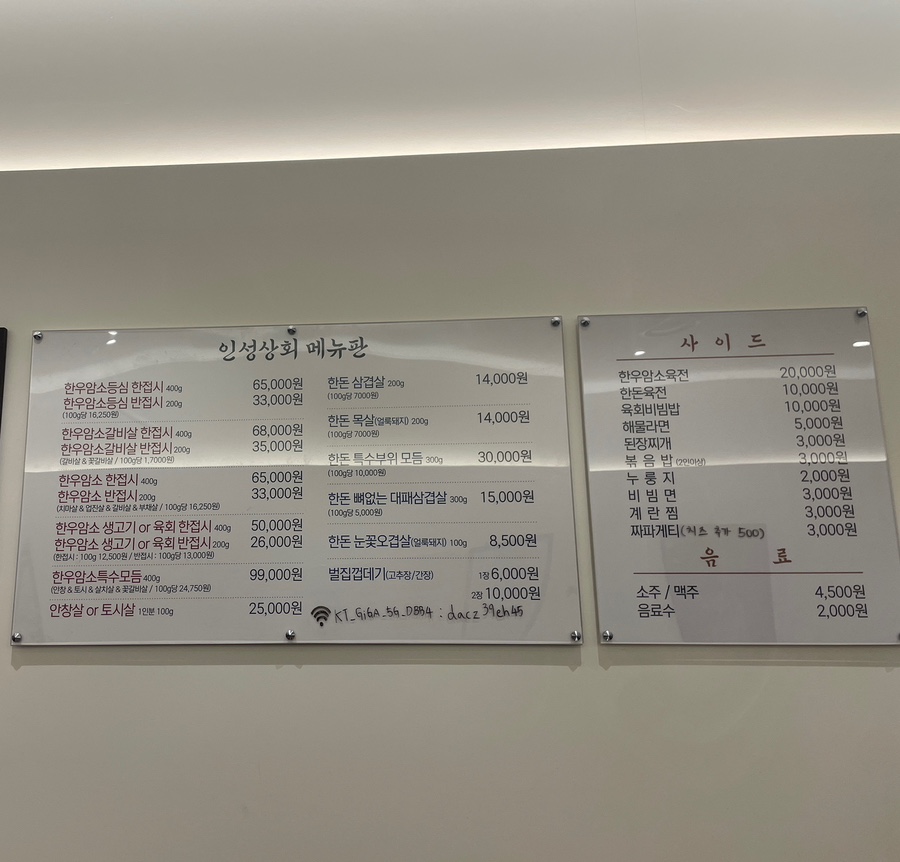 인성상회 메뉴판
한우암소등심 한접시 400g 65,000원
한우암소등심 반접시 200g 33,000원
(100g당 16,250원)
한우암소갈비살 한접시 400g 68,000원
한우암소갈비살 반접시 200g 35,000원
(갈비살 & 꽃갈비살 / 100g당 1,7000원)
한우암소 한접시 400g 65,000원
한우암소 반접시 200g 33,000원
(치마살 & 업진살 & 갈비살 & 부채살 / 100g당 16,250원)
한우암소 생고기 or 육회 한접시 400g 50,000원
한우암소 생고기 or 육회 반접시 200g 26,000원
(한접시 : 100g 12,500원 / 반접시 : 100g당 13,000원)
한우암소특수모듬 400g 99,000원
(안창 & 토시 & 살치살 & 꽃갈비살 / 100g당 24,750원)
안창살 or 토시살 1인분 100g 25,000원
한돈 삼겹살 200g 14,000원
(100g당 7000원)
한돈 목살(얼룩돼지) 200g 14,000원
(100g당 7000원)
한돈 특수부위 모듬 300g 30,000원
(100g당 10,000원)
한돈 뼈없는 대패삼겹살 300g 15,000원
(100g당 5,000원)
한돈 눈꽃오겹살(얼룩돼지) 100g 8,500원
벌집껍데기(고추장/간장) 1장 6,000원
2장 10,000원
KT_GiGA_5G_D854 : dacz39ch45
사 이 드
한우암소육전 20,000원
한돈육전 10,000원
육회비빔밥 10,000원
해물라면 5,000원
된장찌개 3,000원
볶 음 밥 (2인이상) 3,000원
누 룽 지 2,000원
비 빔 면 3,000원
계 란 찜 3,000원
짜파게티(치즈 추가 500) 3,000원
음 료
소주 / 맥주 4,500원
음료수 2,000원